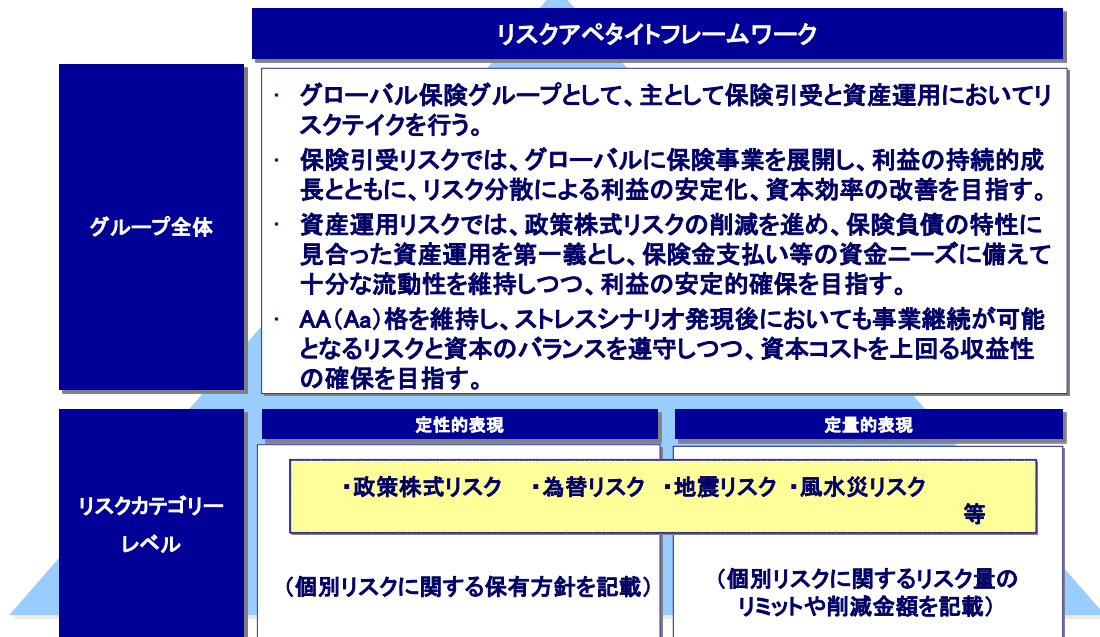 リスクアペタイトフレームワーク
グループ全体
・ グローバル保険グループとして、主として保険引受と資産運用においてリ
スクテイクを行う。
・ 保険引受リスクでは、グローバルに保険事業を展開し、利益の持続的成
長とともに、リスク分散による利益の安定化、資本効率の改善を目指す。
・ 資産運用リスクでは、政策株式リスクの削減を進め、保険負債の特性に
見合った資産運用を第一義とし、保険金支払い等の資金ニーズに備えて
十分な流動性を維持しつつ、利益の安定的確保を目指す。
・ AA(Aa)格を維持し、ストレスシナリオ発現後においても事業継続が可能
となるリスクと資本のバランスを遵守しつつ、資本コストを上回る収益性
の確保を目指す。
リスクカテゴリー
レベル
定性的表現
定量的表現
・政策株式リスク ・為替リスク ・地震リスク ・風水災リスク
等
（個別リスクに関する保有方針を記載）
（個別リスクに関するリスク量の
リミットや削減金額を記載）